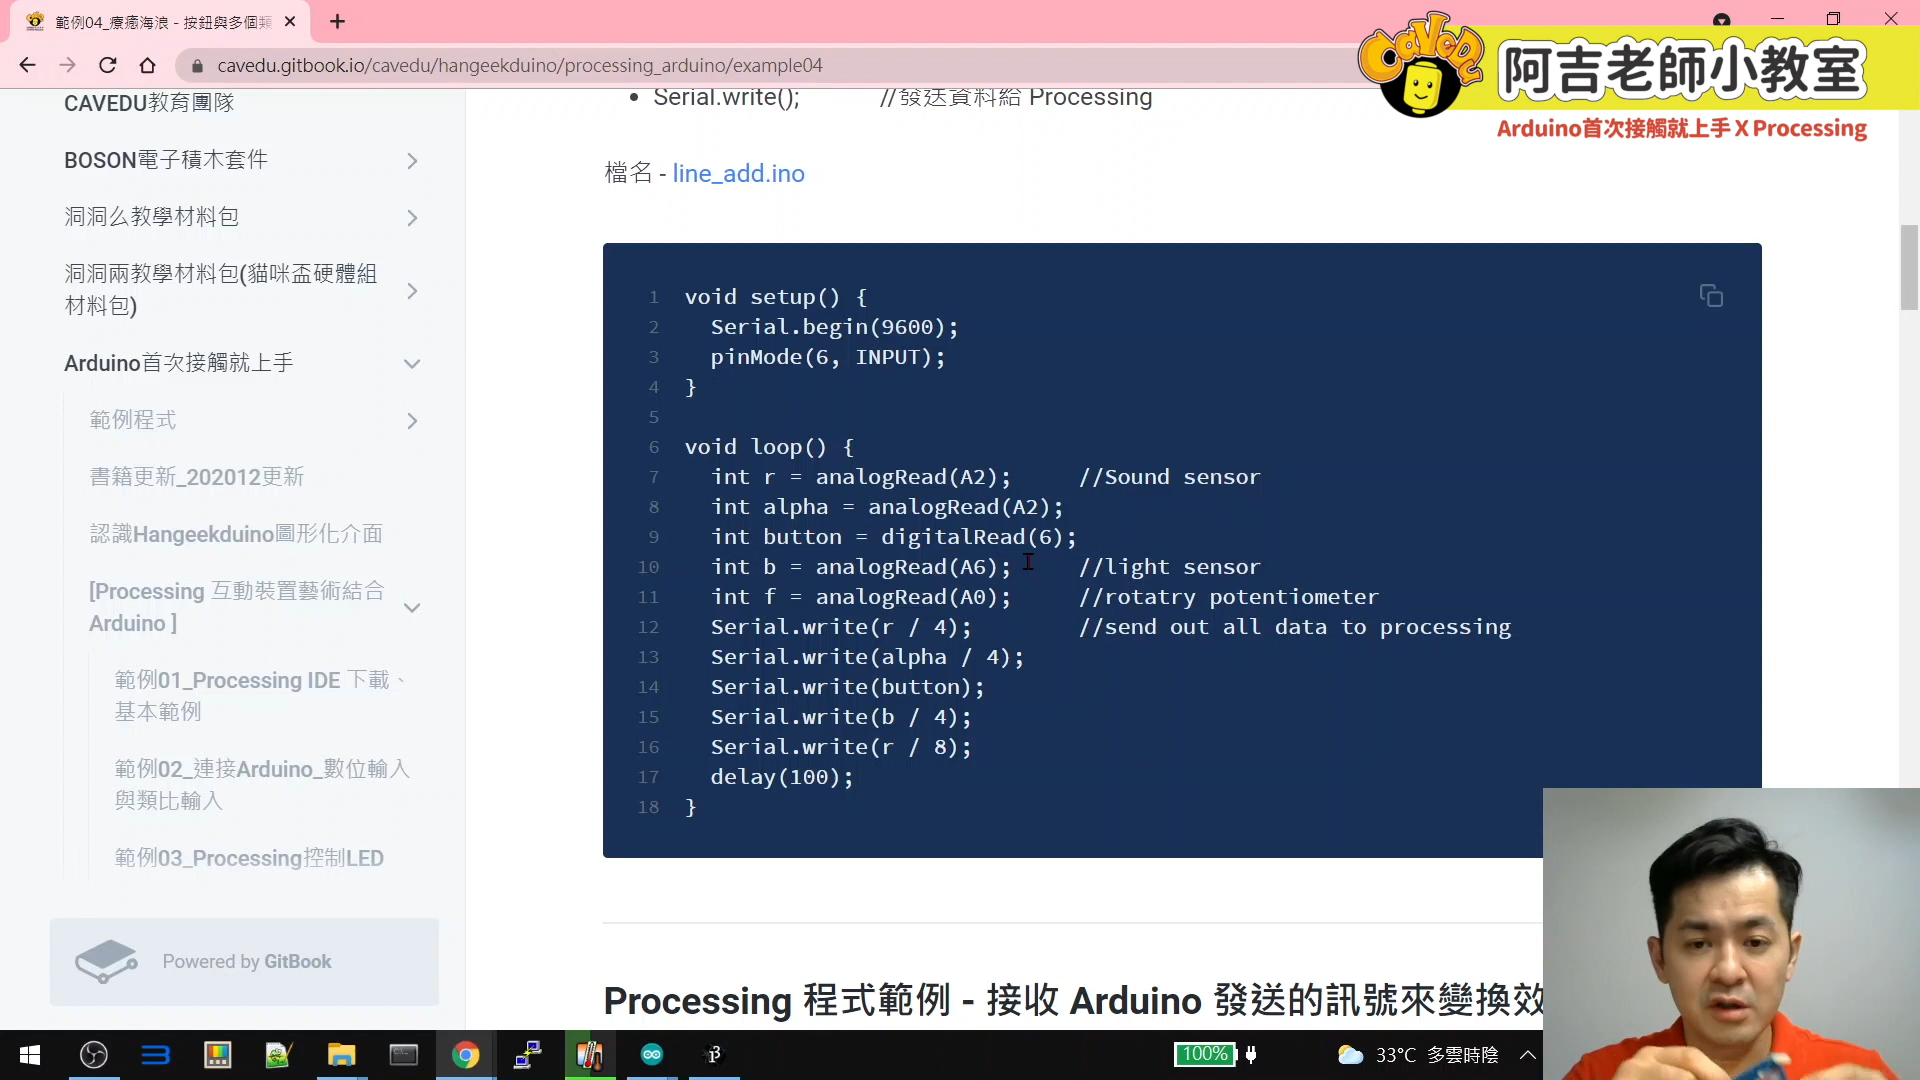 範例04_療癒海浪 - 按鈕與多個類
cavedu.gitbook.io/cavedu/hangeekduino/processing_arduino/example04
CAVEDU
阿吉老師小教室
Arduino首次接觸就上手 X Processing
CAVEDU教育團隊
BOSON電子積木套件
洞洞么教學材料包
洞洞兩教學材料包(貓咪盃硬體組
材料包)
Arduino首次接觸就上手
範例程式
書籍更新_202012更新
認識Hangeekduino圖形化介面
[Processing 互動裝置藝術結合
Arduino ]
範例01_Processing IDE 下載、
基本範例
範例02_連接Arduino_數位輸入
與類比輸入
範例03_Processing控制LED
Powered by GitBook
Serial.write(); //發送資料給 Processing
檔名 - line_add.ino
1 void setup() {
2 Serial.begin(9600);
3 pinMode(6, INPUT);
4 }
5
6 void loop() {
7 int r = analogRead(A2); //Sound sensor
8 int alpha = analogRead(A2);
9 int button = digitalRead(6);
10 int b = analogRead(A6); //light sensor
11 int f = analogRead(A0); //rotatry potentiometer
12 Serial.write(r / 4); //send out all data to processing
13 Serial.write(alpha / 4);
14 Serial.write(button);
15 Serial.write(b / 4);
16 Serial.write(r / 8);
17 delay(100);
18 }
Processing 程式範例 - 接收 Arduino 發送的訊號來變換效
100%
33°C 多雲時陰